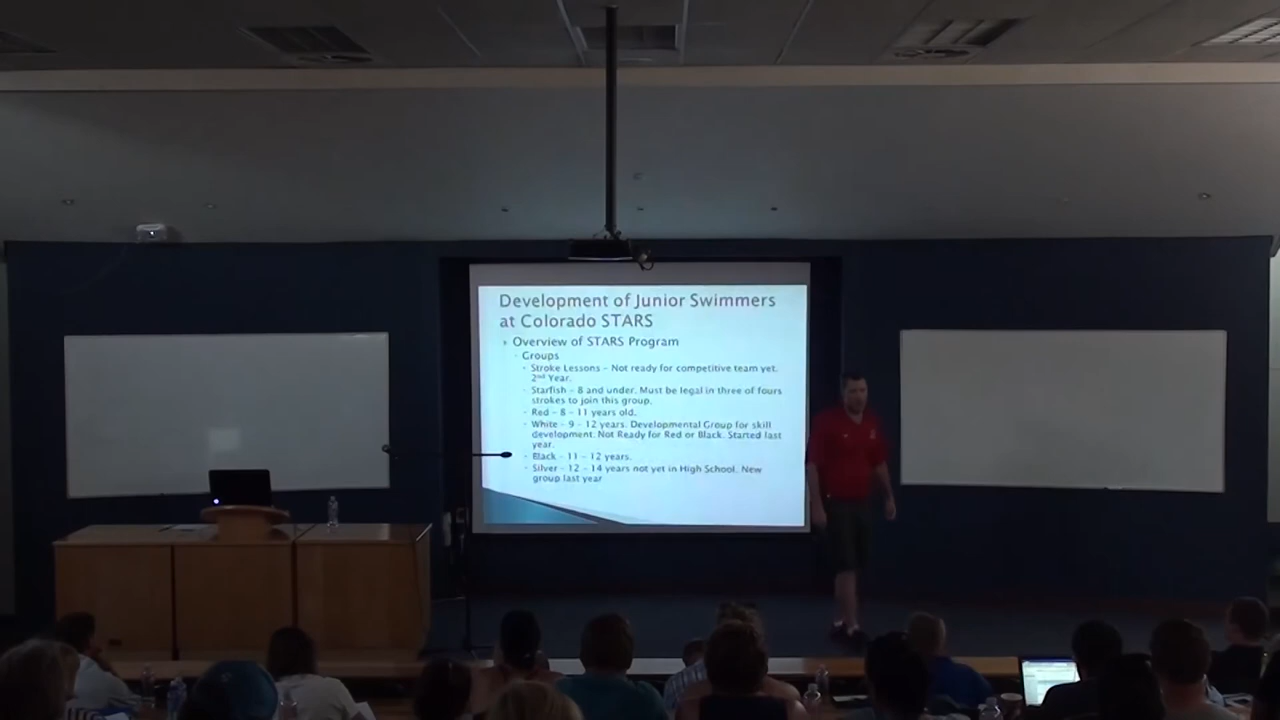 Development of Junior Swimmers
at Colorado STARS
Overview of STARS Program
Groups
Stroke Lessons – Not ready for competitive team yet.
2nd Year.
Starfish – 8 and under. Must be legal in three of fours
strokes to join this group.
Red – 8 – 11 years old.
White – 9 – 12 years. Developmental Group for skill
development. Not Ready for Red or Black. Started last
year.
Black – 11 – 12 years.
Silver – 12 – 14 years not yet in High School. New
group last year